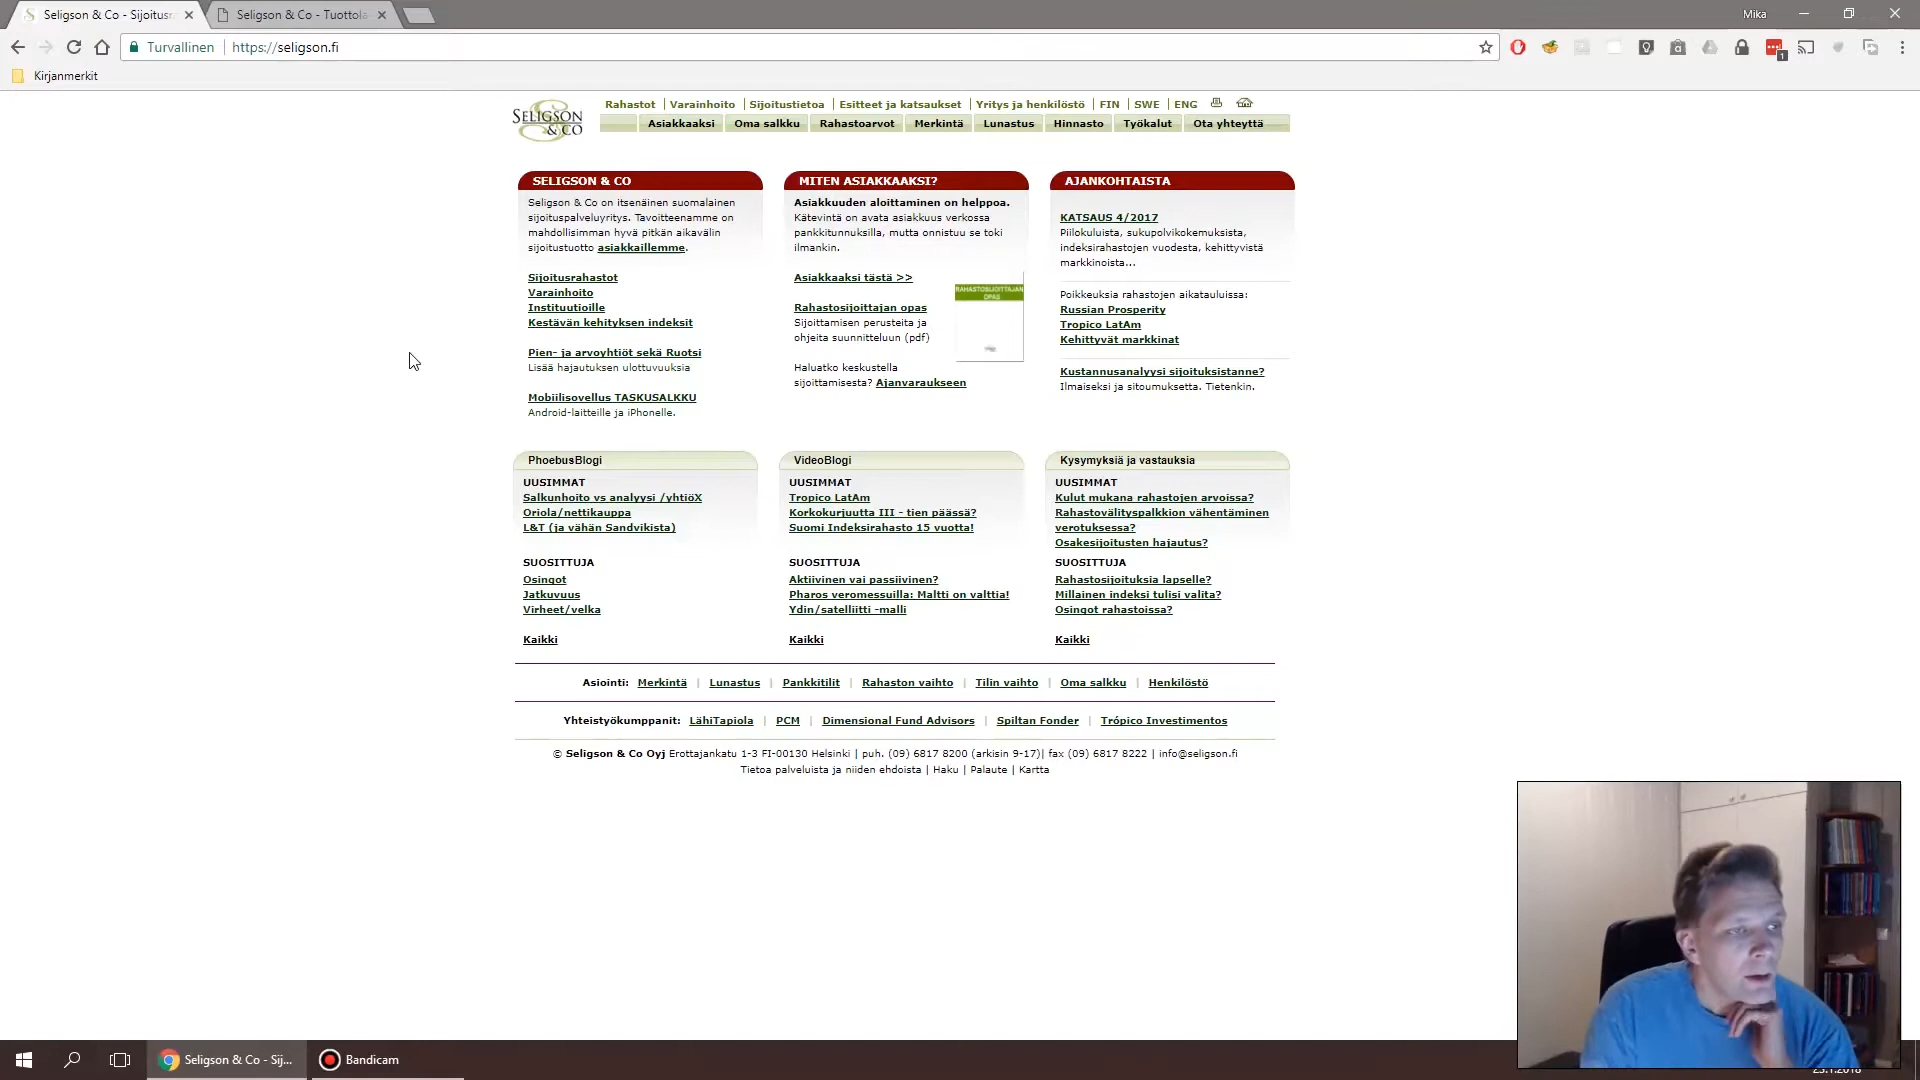 Seligson & Co - Sijoitusr
Seligson & Co - Tuottola
Mika
Turvallinen
https://seligson.fi
1
Kirjanmerkit
SELIGSON & CO
Rahastot | Varainhoito | Sijoitustietoa | Esitteet ja katsaukset | Yritys ja henkilöstö | FIN | SWE | ENG
Asiakkaaksi Oma salkku Rahastoarvot Merkintä Lunastus Hinnasto Työkalut Ota yhteyttä
SELIGSON & CO
Seligson & Co on itsenäinen suomalainen
sijoituspalveluyritys. Tavoitteenamme on
mahdollisimman hyvä pitkän aikavälin
sijoitustuotto asiakkaillemme.
Sijoitusrahastot
Varainhoito
Instituutioille
Kestävän kehityksen indeksit
Pien- ja arvoyhtiöt sekä Ruotsi
Lisää hajautuksen ulottuvuuksia
Mobiilisovellus TASKUSALKKU
Android-laitteille ja iPhonelle.
MITEN ASIAKKAAKSI?
Asiakkuuden aloittaminen on helppoa.
Kätevintä on avata asiakkuus verkossa
pankkitunnuksilla, mutta onnistuu se toki
ilmankin.
Asiakkaaksi tästä >>
Rahastosijoittajan opas
Sijoittamisen perusteita ja
ohjeita suunnitteluun (pdf)
RAHASTOSIJOITTAJAN
OPAS
Haluatko keskustella
sijoittamisesta? Ajanvaraukseen
AJANKOHTAISTA
KATSAUS 4/2017
Piilokuluista, sukupolvikokemuksista,
indeksirahastojen vuodesta, kehittyvistä
markkinoista...
Poikkeuksia rahastojen aikatauluissa:
Russian Prosperity
Tropico LatAm
Kehittyvät markkinat
Kustannusanalyysi sijoituksistanne?
Ilmaiseksi ja sitoumuksetta. Tietenkin.
PhoebusBlogi
UUSIMMAT
Salkunhoito vs analyysi /yhtiöX
Oriola/nettikauppa
L&T (ja vähän Sandvikista)
SUOSITTUJA
Osingot
Jatkuvuus
Virheet/velka
Kaikki
VideoBlogi
UUSIMMAT
Tropico LatAm
Korkokurjuutta III - tien päässä?
Suomi Indeksirahasto 15 vuotta!
SUOSITTUJA
Aktiivinen vai passiivinen?
Pharos veromessuilla: Maltti on valttia!
Ydin/satelliitti -malli
Kaikki
Kysymyksiä ja vastauksia
UUSIMMAT
Kulut mukana rahastojen arvoissa?
Rahastovälityspalkkion vähentäminen
verotuksessa?
Osakesijoitusten hajautus?
SUOSITTUJA
Rahastosijoituksia lapselle?
Millainen indeksi tulisi valita?
Osingot rahastoissa?
Kaikki
Asiointi: Merkintä | Lunastus | Pankkitilit | Rahaston vaihto | Tilin vaihto | Oma salkku | Henkilöstö
Yhteistyökumppanit: LähiTapiola | PCM | Dimensional Fund Advisors | Spiltan Fonder | Trópico Investimentos
© Seligson & Co Oyj Erottajankatu 1-3 FI-00130 Helsinki | puh. (09) 6817 8200 (arkisin 9-17)| fax (09) 6817 8222 | info@seligson.fi
Tietoa palveluista ja niiden ehdoista | Haku | Palaute | Kartta
Seligson & Co - Sij...
Bandicam